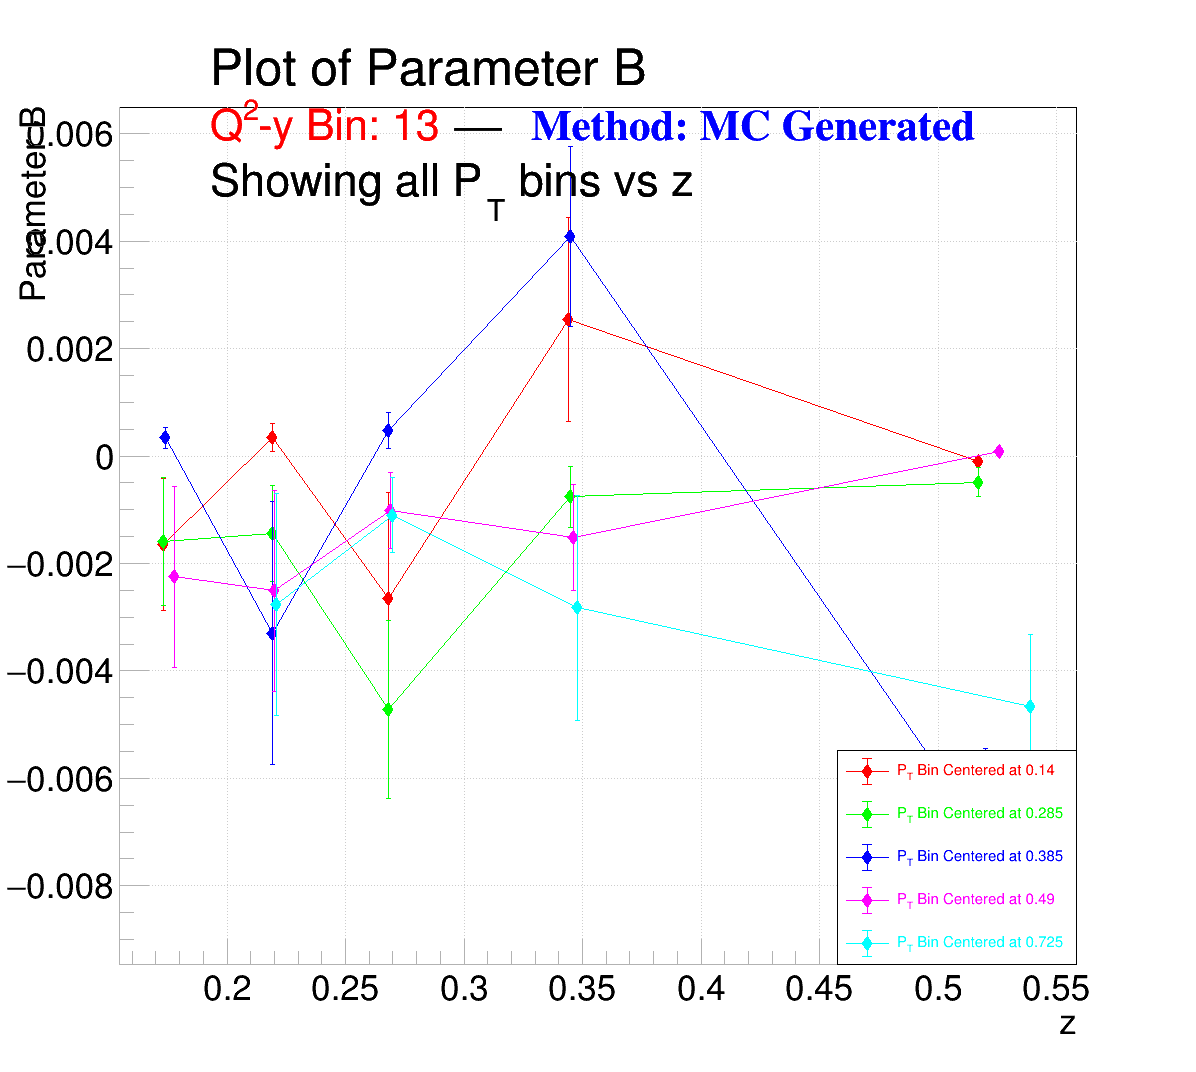 Plot of Parameter B
Q2-y Bin: 13 — Method: MC Generated
Showing all PT bins vs z
Parameter B
0.006
0.004
0.002
0
−0.002
−0.004
−0.006
−0.008
PT Bin Centered at 0.14
PT Bin Centered at 0.285
PT Bin Centered at 0.385
PT Bin Centered at 0.49
PT Bin Centered at 0.725
0.2 0.25 0.3 0.35 0.4 0.45 0.5 0.55
z